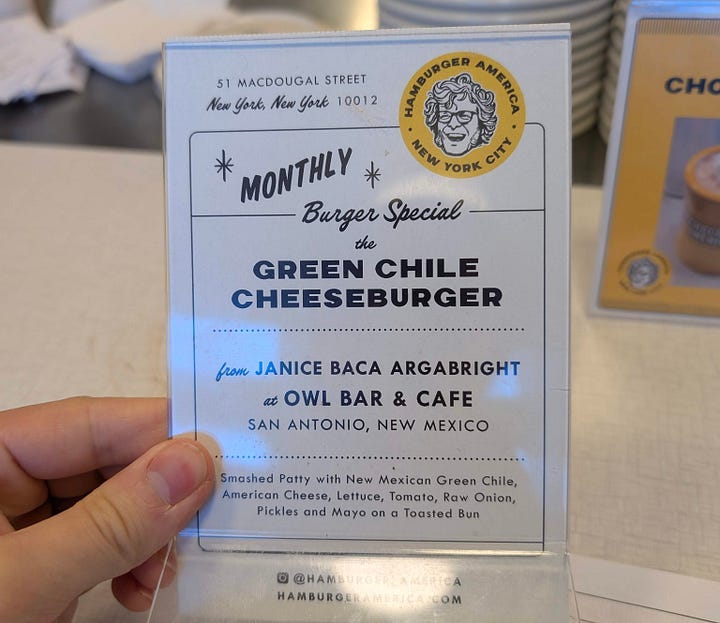 51 MACDOUGAL STREET
New York, New York 10012
HAMBURGER AMERICA
NEW YORK CITY
MONTHLY
Burger Special
the
GREEN CHILE
CHEESEBURGER
from JANICE BACA ARGABRIGHT
at OWL BAR & CAFE
SAN ANTONIO, NEW MEXICO
Smashed Patty with New Mexican Green Chile,
American Cheese, Lettuce, Tomato, Raw Onion,
Pickles and Mayo on a Toasted Bun
@HAMBURGER_AMERICA
HAMBURGERAMERICA.COM
CHO